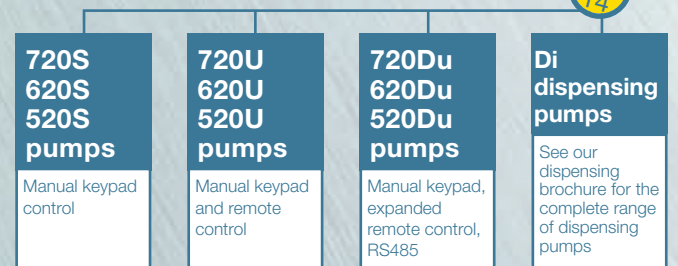 14
720S
620S
520S
pumps
Manual keypad
control
720U
620U
520U
pumps
Manual keypad
and remote
control
720Du
620Du
520Du
pumps
Manual keypad,
expanded
remote control,
RS485
Di
dispensing
pumps
See our
dispensing
brochure for the
complete range
of dispensing
pumps